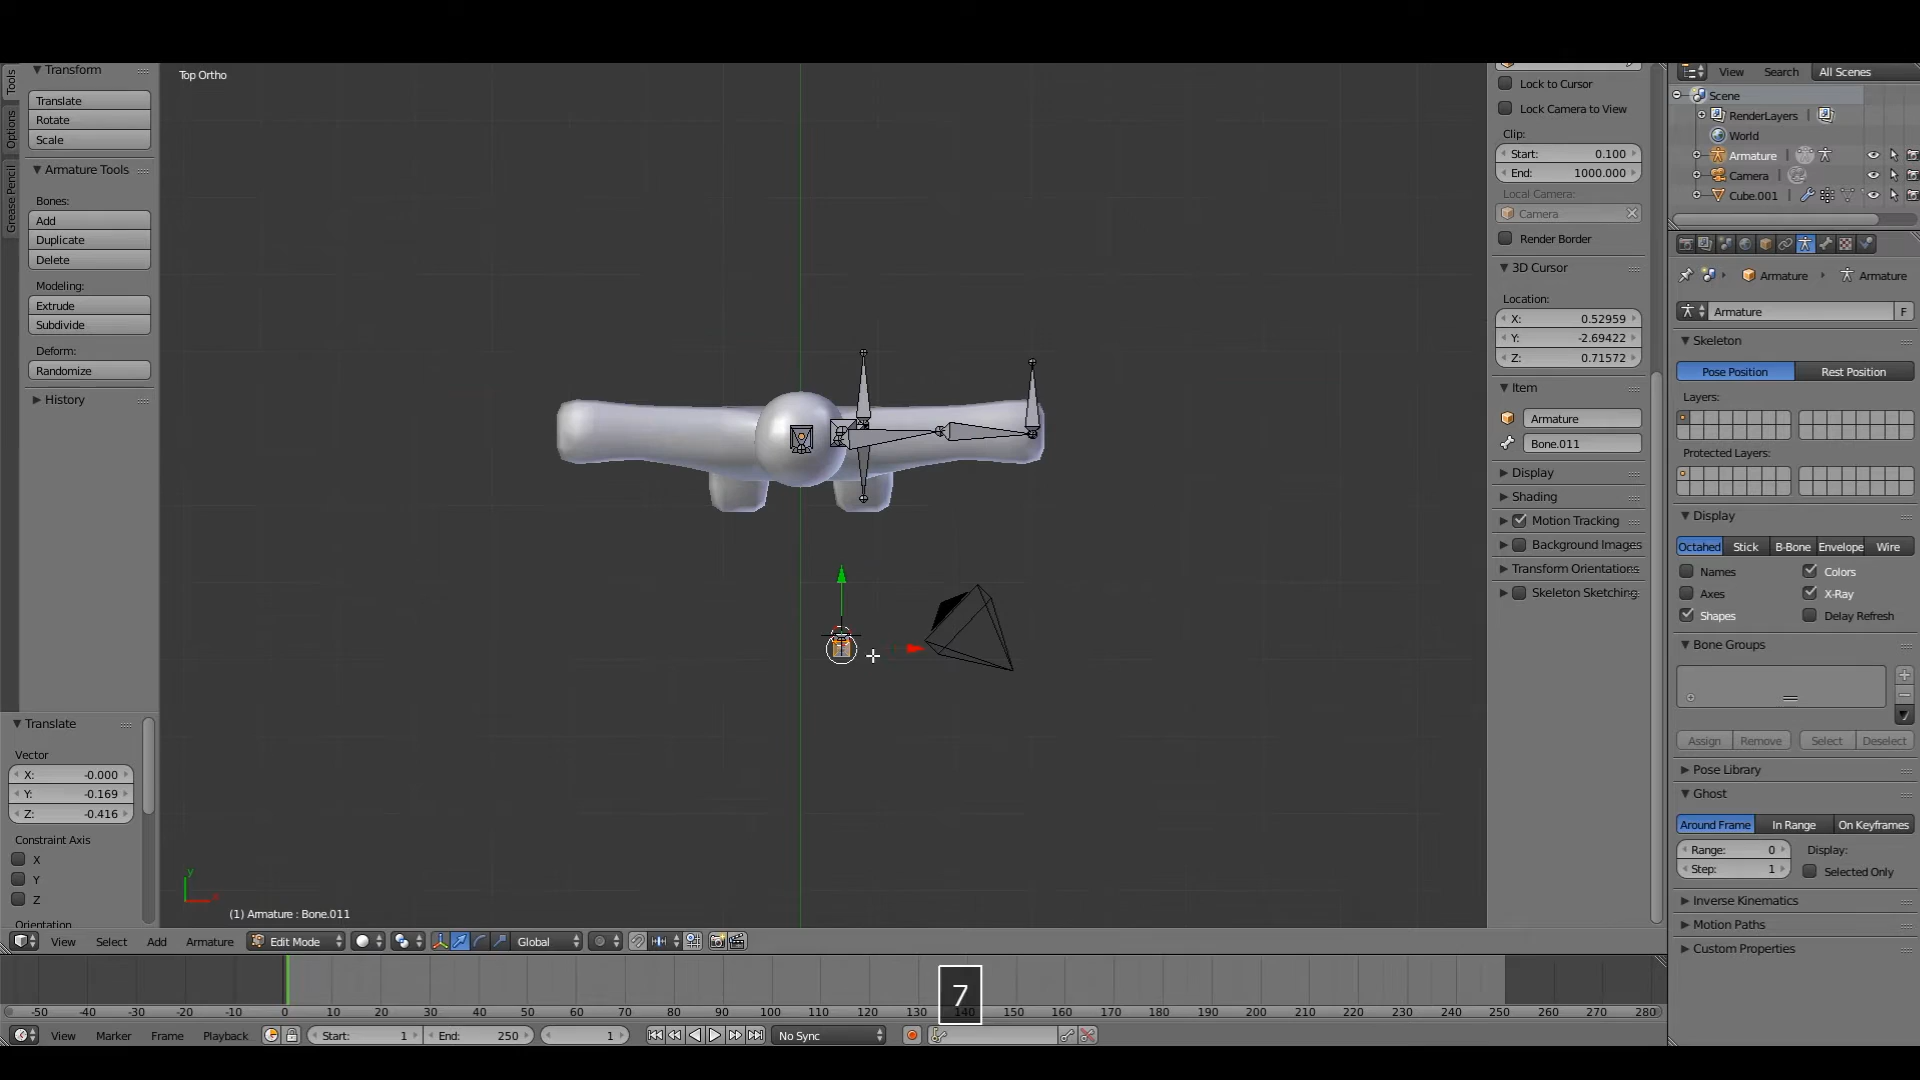 Top Ortho
Tools
Options
Grease Pencil
Transform
Translate
Rotate
Scale
Armature Tools
Bones:
Add
Duplicate
Delete
Modeling:
Extrude
Subdivide
Deform:
Randomize
History
Translate
Vector
X: -0.000
Y: -0.169
Z: -0.416
Constraint Axis
X
Y
Z
Orientation
y
(1) Armature : Bone.011
View Select Add Armature Edit Mode Global
Lock to Cursor
Lock Camera to View
Clip:
Start: 0.100
End: 1000.000
Local Camera:
Camera
Render Border
3D Cursor
Location:
X: 0.52959
Y: -2.69422
Z: 0.71572
Item
Armature
Bone.011
Display
Shading
Motion Tracking
Background Images
Transform Orientations
Skeleton Sketching
View Search All Scenes
Scene
RenderLayers
World
Armature
Camera
Cube.001
Armature Armature
Armature F
Skeleton
Pose Position Rest Position
Layers:
Protected Layers:
Display
Octahed Stick B-Bone Envelope Wire
Names Colors
Axes X-Ray
Shapes Delay Refresh
Bone Groups
Assign Remove Select Deselect
Pose Library
Ghost
Around Frame In Range On Keyframes
Range: 0 Display:
Step: 1 Selected Only
Inverse Kinematics
Motion Paths
Custom Properties
7
-50 -40 -30 -20 -10 0 10 20 30 40 50 60 70 80 90 100 110 120 130 140 150 160 170 180 190 200 210 220 230 240 250 260 270 280
View Marker Frame Playback Start: 1 End: 250 1 No Sync